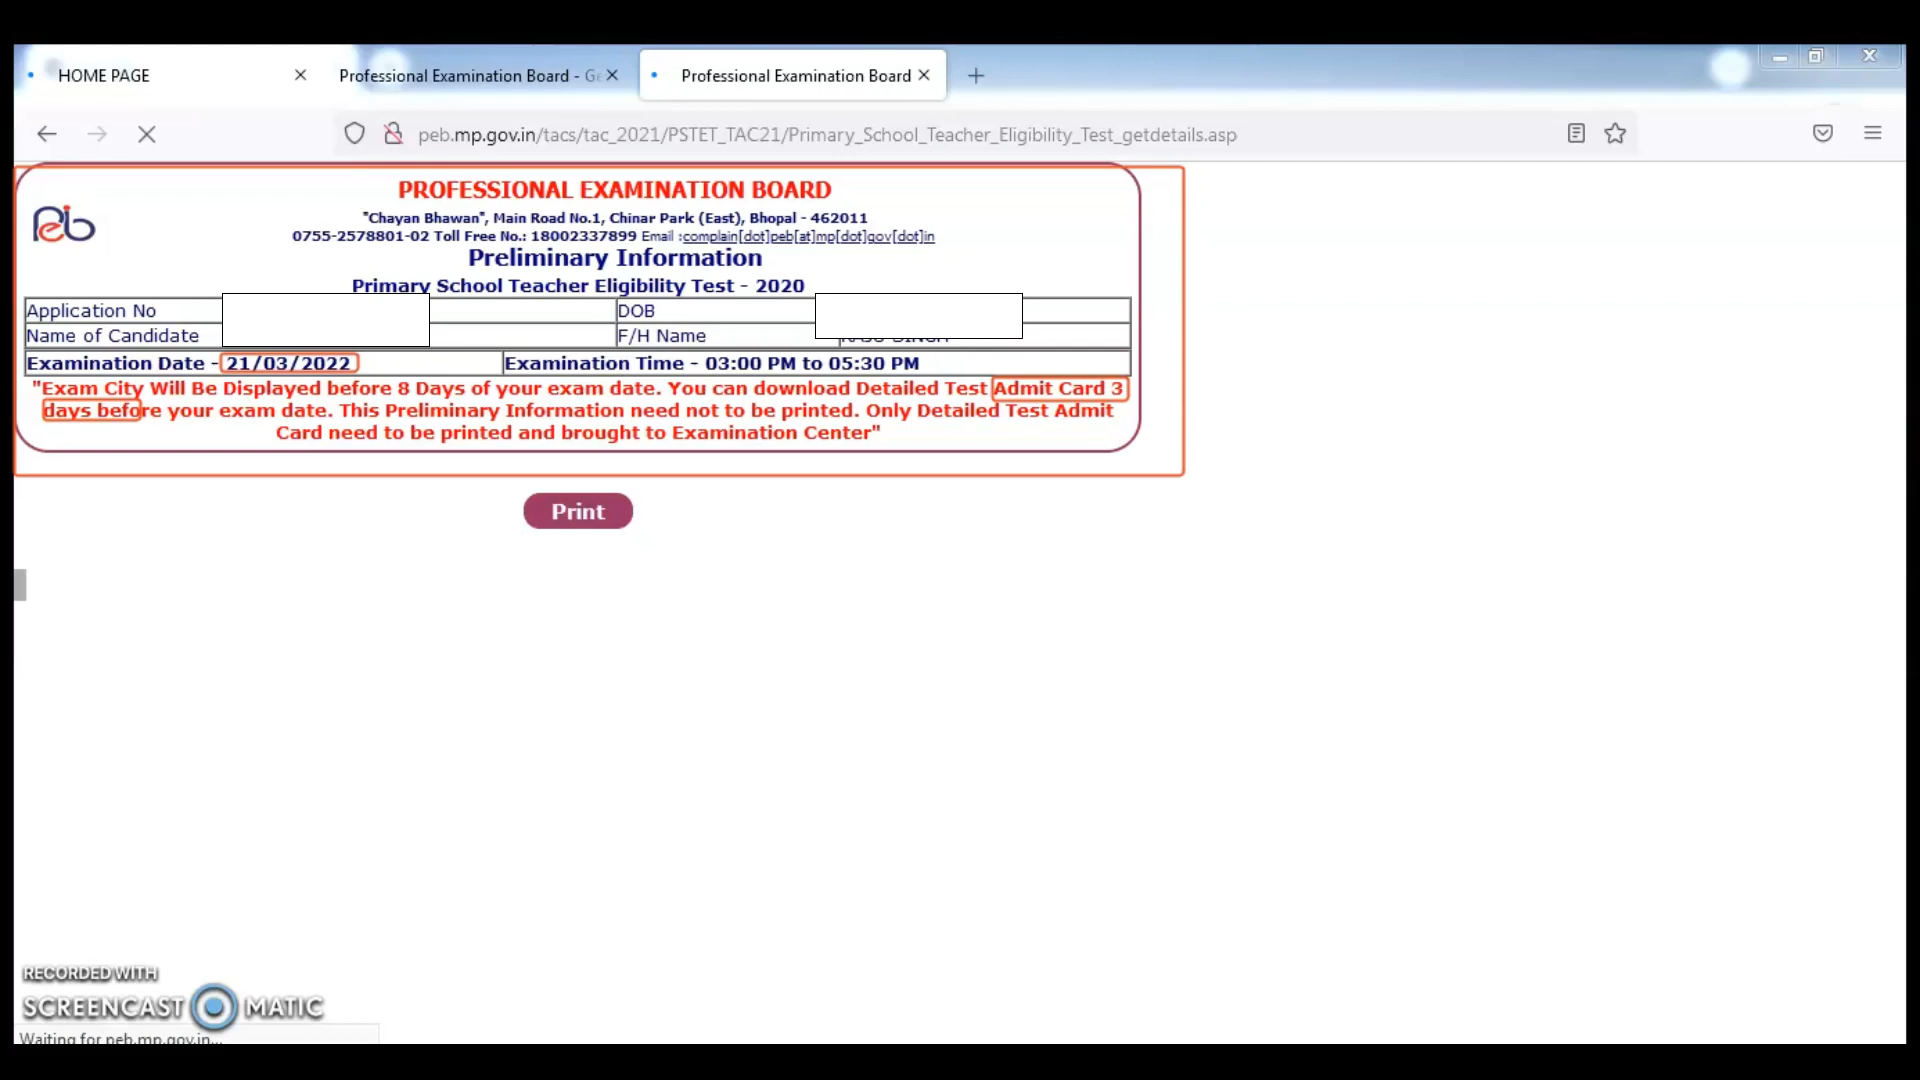 HOME PAGE
Professional Examination Board - Ge
Professional Examination Board
peb.mp.gov.in/tacs/tac_2021/PSTET_TAC21/Primary_School_Teacher_Eligibility_Test_getdetails.asp
Peb
PROFESSIONAL EXAMINATION BOARD
"Chayan Bhawan", Main Road No.1, Chinar Park (East), Bhopal - 462011
0755-2578801-02 Toll Free No.: 18002337899 Email :complain[dot]peb[at]mp[dot]gov[dot]in
Preliminary Information
Primary School Teacher Eligibility Test - 2020
Application No DOB
Name of Candidate F/H Name
Examination Date - 21/03/2022 Examination Time - 03:00 PM to 05:30 PM
"Exam City Will Be Displayed before 8 Days of your exam date. You can download Detailed Test Admit Card 3
days before your exam date. This Preliminary Information need not to be printed. Only Detailed Test Admit
Card need to be printed and brought to Examination Center"
Print
RECORDED WITH
SCREENCAST MATIC
Waiting for peb.mp.gov.in...